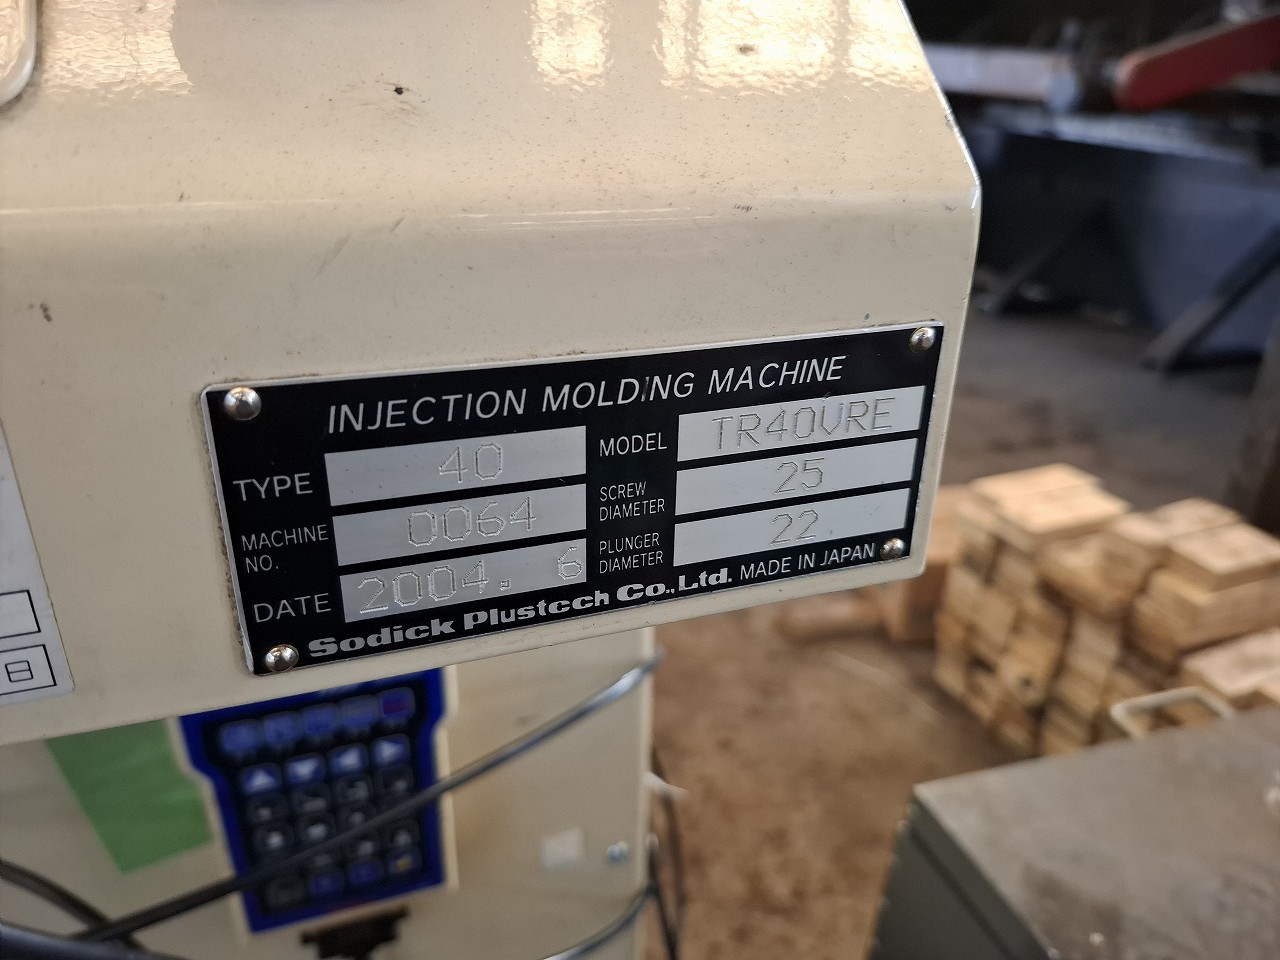 INJECTION MOLDING MACHINE
TYPE 40 MODEL TR40VRE
MACHINE NO. 0064 SCREW DIAMETER 25
DATE 2004. 6 PLUNGER DIAMETER 22
Sodick Plustech Co., Ltd. MADE IN JAPAN
日